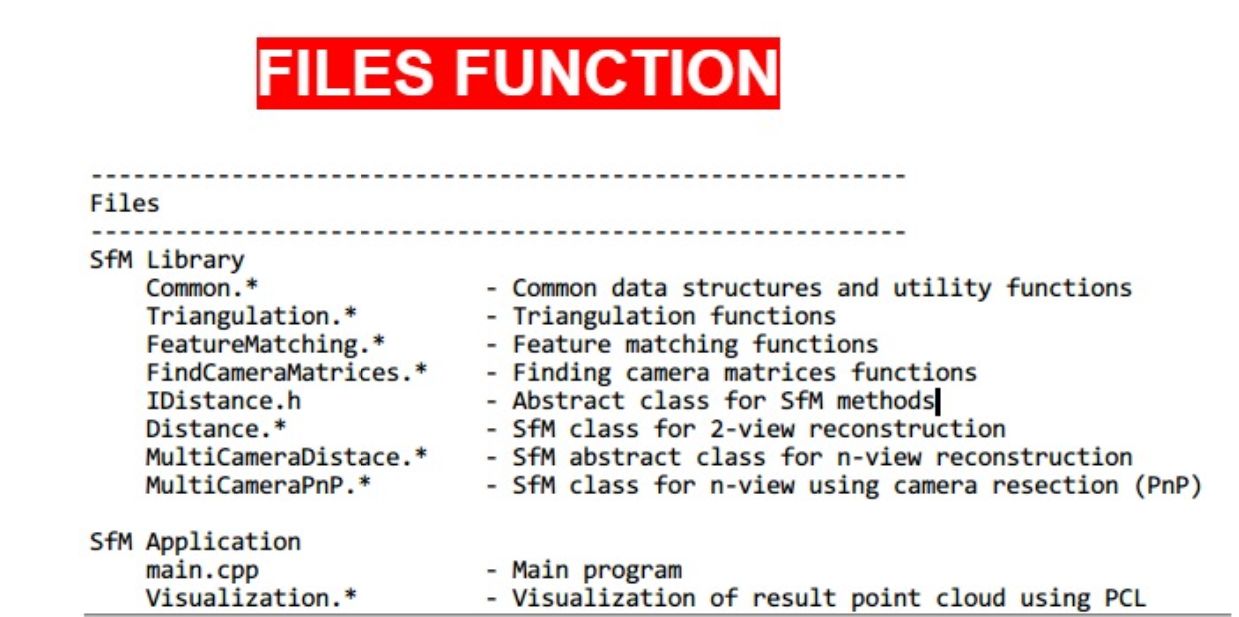 FILES FUNCTION
---------------------------------------------------------
Files
---------------------------------------------------------
SfM Library
Common.* - Common data structures and utility functions
Triangulation.* - Triangulation functions
FeatureMatching.* - Feature matching functions
FindCameraMatrices.* - Finding camera matrices functions
IDistance.h - Abstract class for SfM methods
Distance.* - SfM class for 2-view reconstruction
MultiCameraDistace.* - SfM abstract class for n-view reconstruction
MultiCameraPnP.* - SfM class for n-view using camera resection (PnP)
SfM Application
main.cpp - Main program
Visualization.* - Visualization of result point cloud using PCL